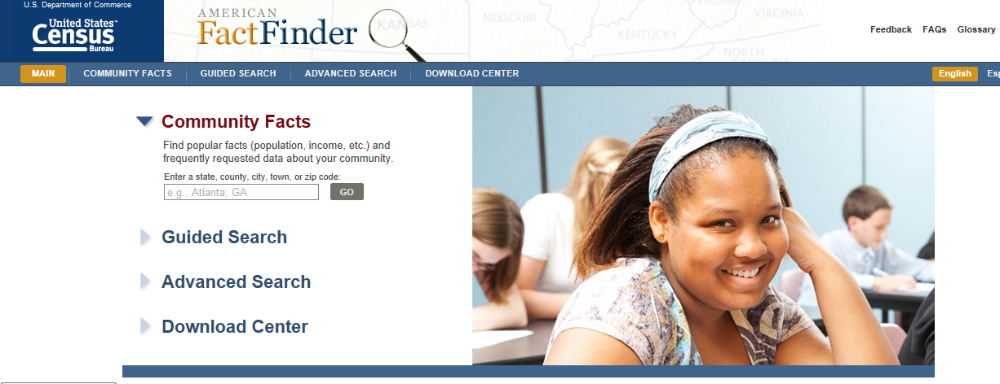 U.S. Department of Commerce
United States™
Census
Bureau
AMERICAN
FactFinder
KANSAS
MISSOURI
KENTUCKY
VIRGINIA
NORTH
CAROLINA
Feedback FAQs Glossary
MAIN COMMUNITY FACTS GUIDED SEARCH ADVANCED SEARCH DOWNLOAD CENTER English Esp
Community Facts
Find popular facts (population, income, etc.) and
frequently requested data about your community.
Enter a state, county, city, town, or zip code:
e.g., Atlanta, GA GO
Guided Search
Advanced Search
Download Center